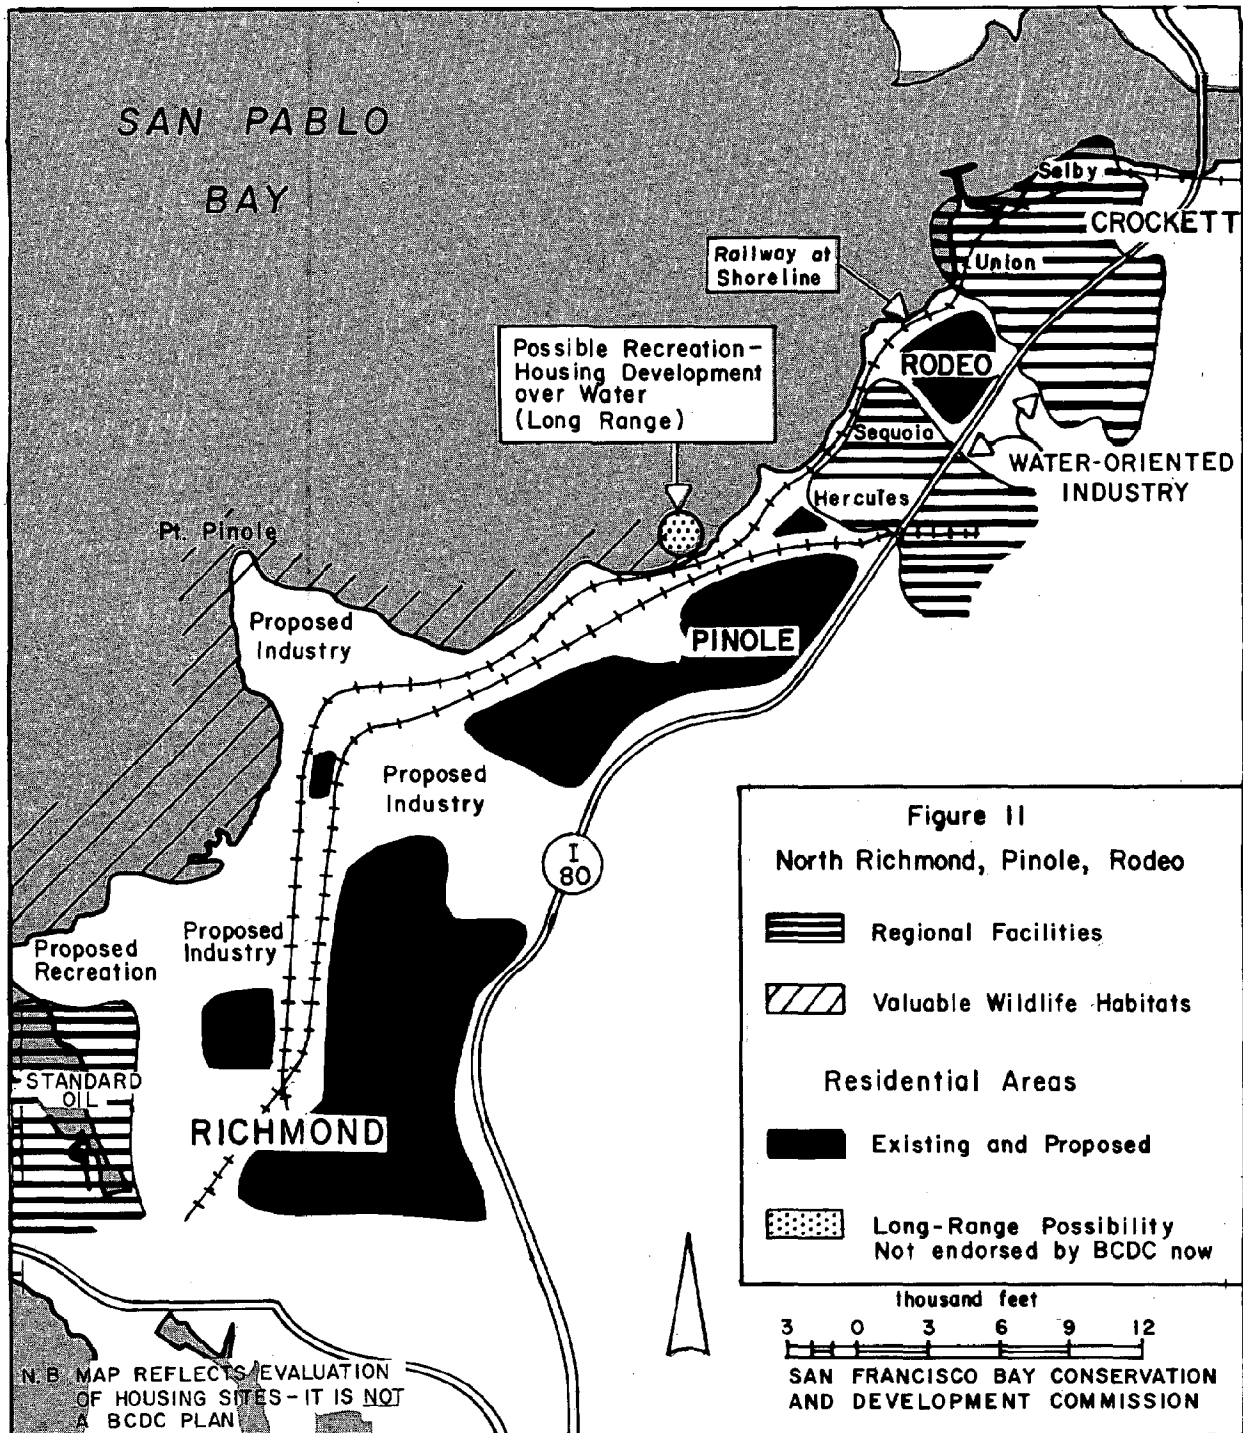 SAN PABLO
BAY
Selby
CROCKETT
Union
Railway at
Shoreline
RODEO
Possible Recreation-
Housing Development
over Water
(Long Range)
Sequoia
WATER-ORIENTED
INDUSTRY
Hercules
Pt. Pinole
Proposed
Industry
PINOLE
Proposed
Industry
I
80
Proposed
Industry
Proposed
Recreation
STANDARD
OIL
RICHMOND
Figure 11
North Richmond, Pinole, Rodeo
Regional Facilities
Valuable Wildlife Habitats
Residential Areas
Existing and Proposed
Long-Range Possibility
Not endorsed by BCDC now
thousand feet
3 0 3 6 9 12
SAN FRANCISCO BAY CONSERVATION
AND DEVELOPMENT COMMISSION
N.B MAP REFLECTS EVALUATION
OF HOUSING SITES - IT IS NOT
A BCDC PLAN